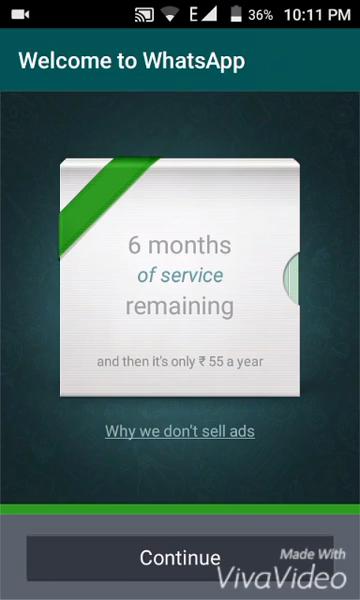 E 36% 10:11 PM
Welcome to WhatsApp
6 months
of service
remaining
and then it's only ₹ 55 a year
Why we don't sell ads
Continue
Made With
VivaVideo